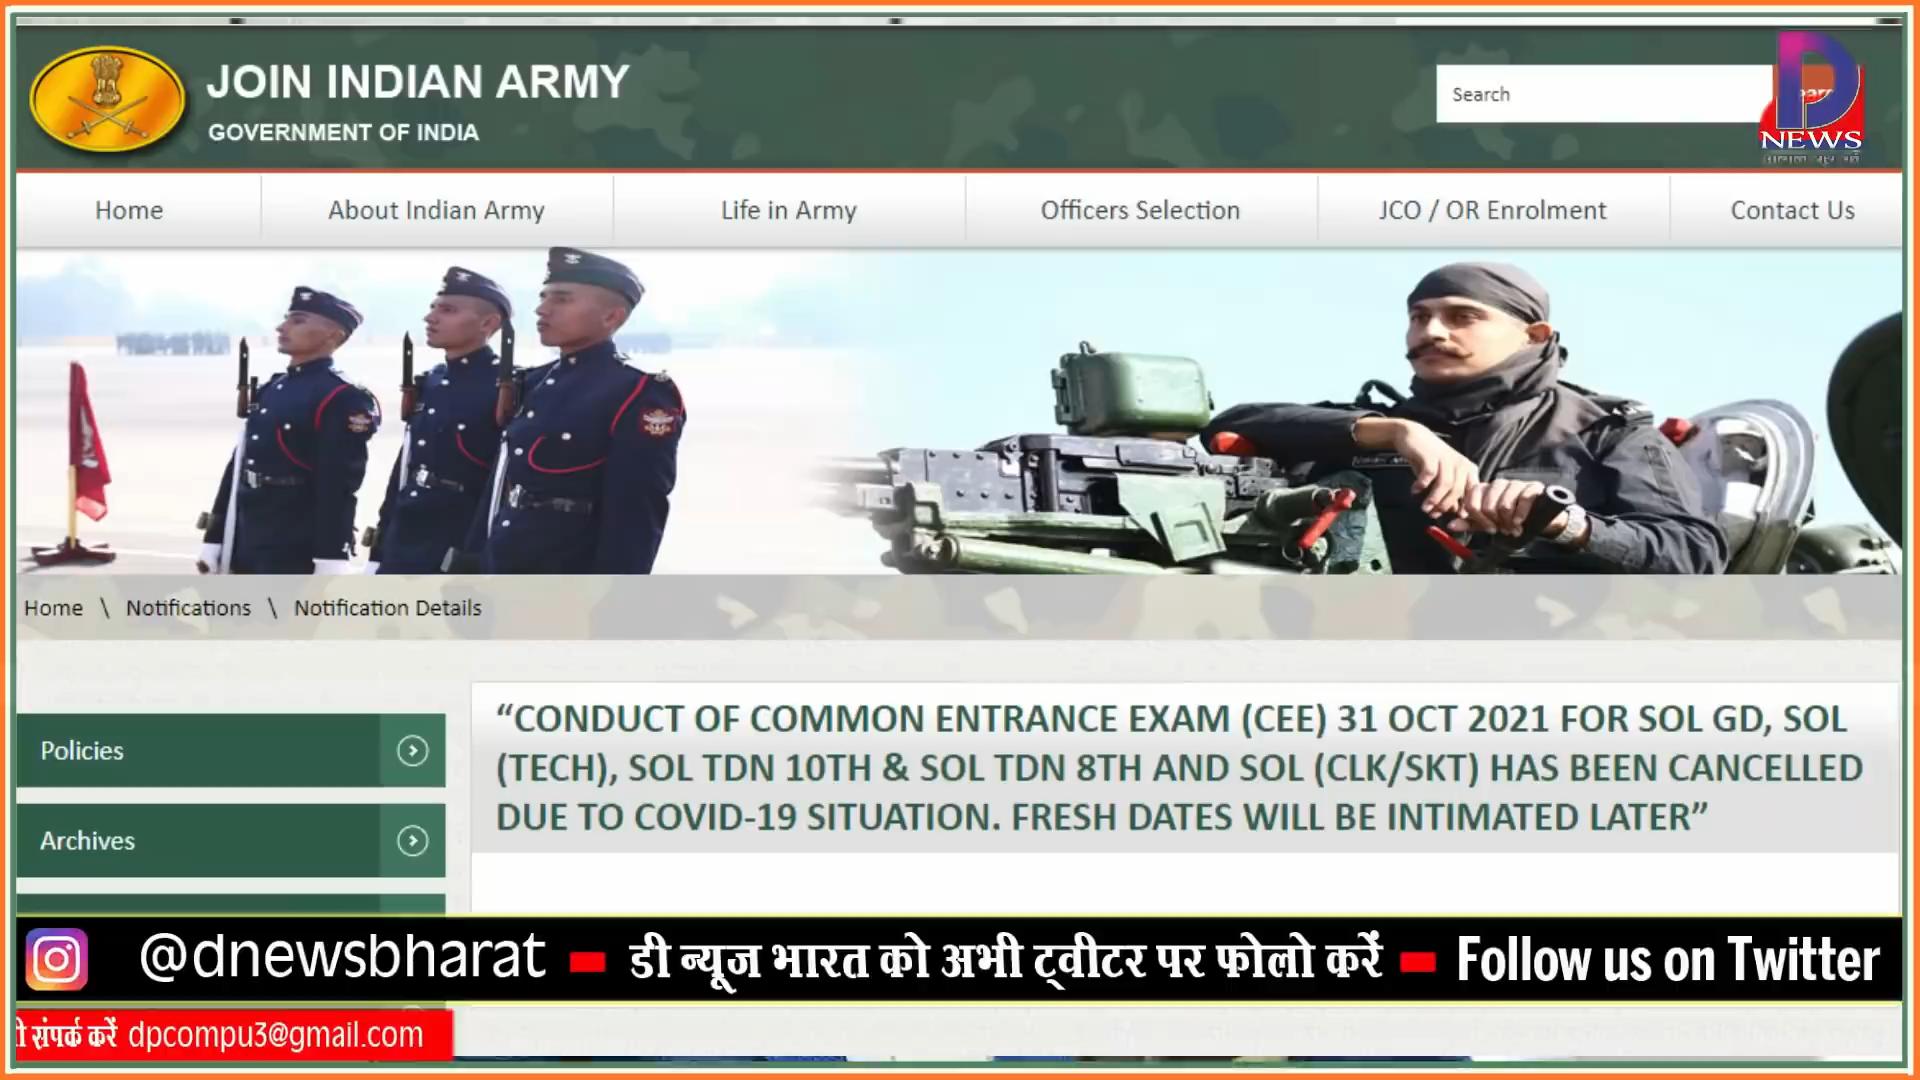 JOIN INDIAN ARMY
GOVERNMENT OF INDIA
Search
D
NEWS
Home
About Indian Army
Life in Army
Officers Selection
JCO / OR Enrolment
Contact Us
Home \ Notifications \ Notification Details
Policies
Archives
“CONDUCT OF COMMON ENTRANCE EXAM (CEE) 31 OCT 2021 FOR SOL GD, SOL
(TECH), SOL TDN 10TH & SOL TDN 8TH AND SOL (CLK/SKT) HAS BEEN CANCELLED
DUE TO COVID-19 SITUATION. FRESH DATES WILL BE INTIMATED LATER”
@dnewsbharat - डी न्यूज भारत को अभी ट्वीटर पर फोलो करें - Follow us on Twitter
संपर्क करें dpcompu3@gmail.com